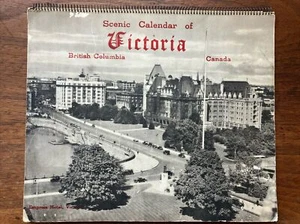 Scenic Calendar of
Victoria
British Columbia
Canada